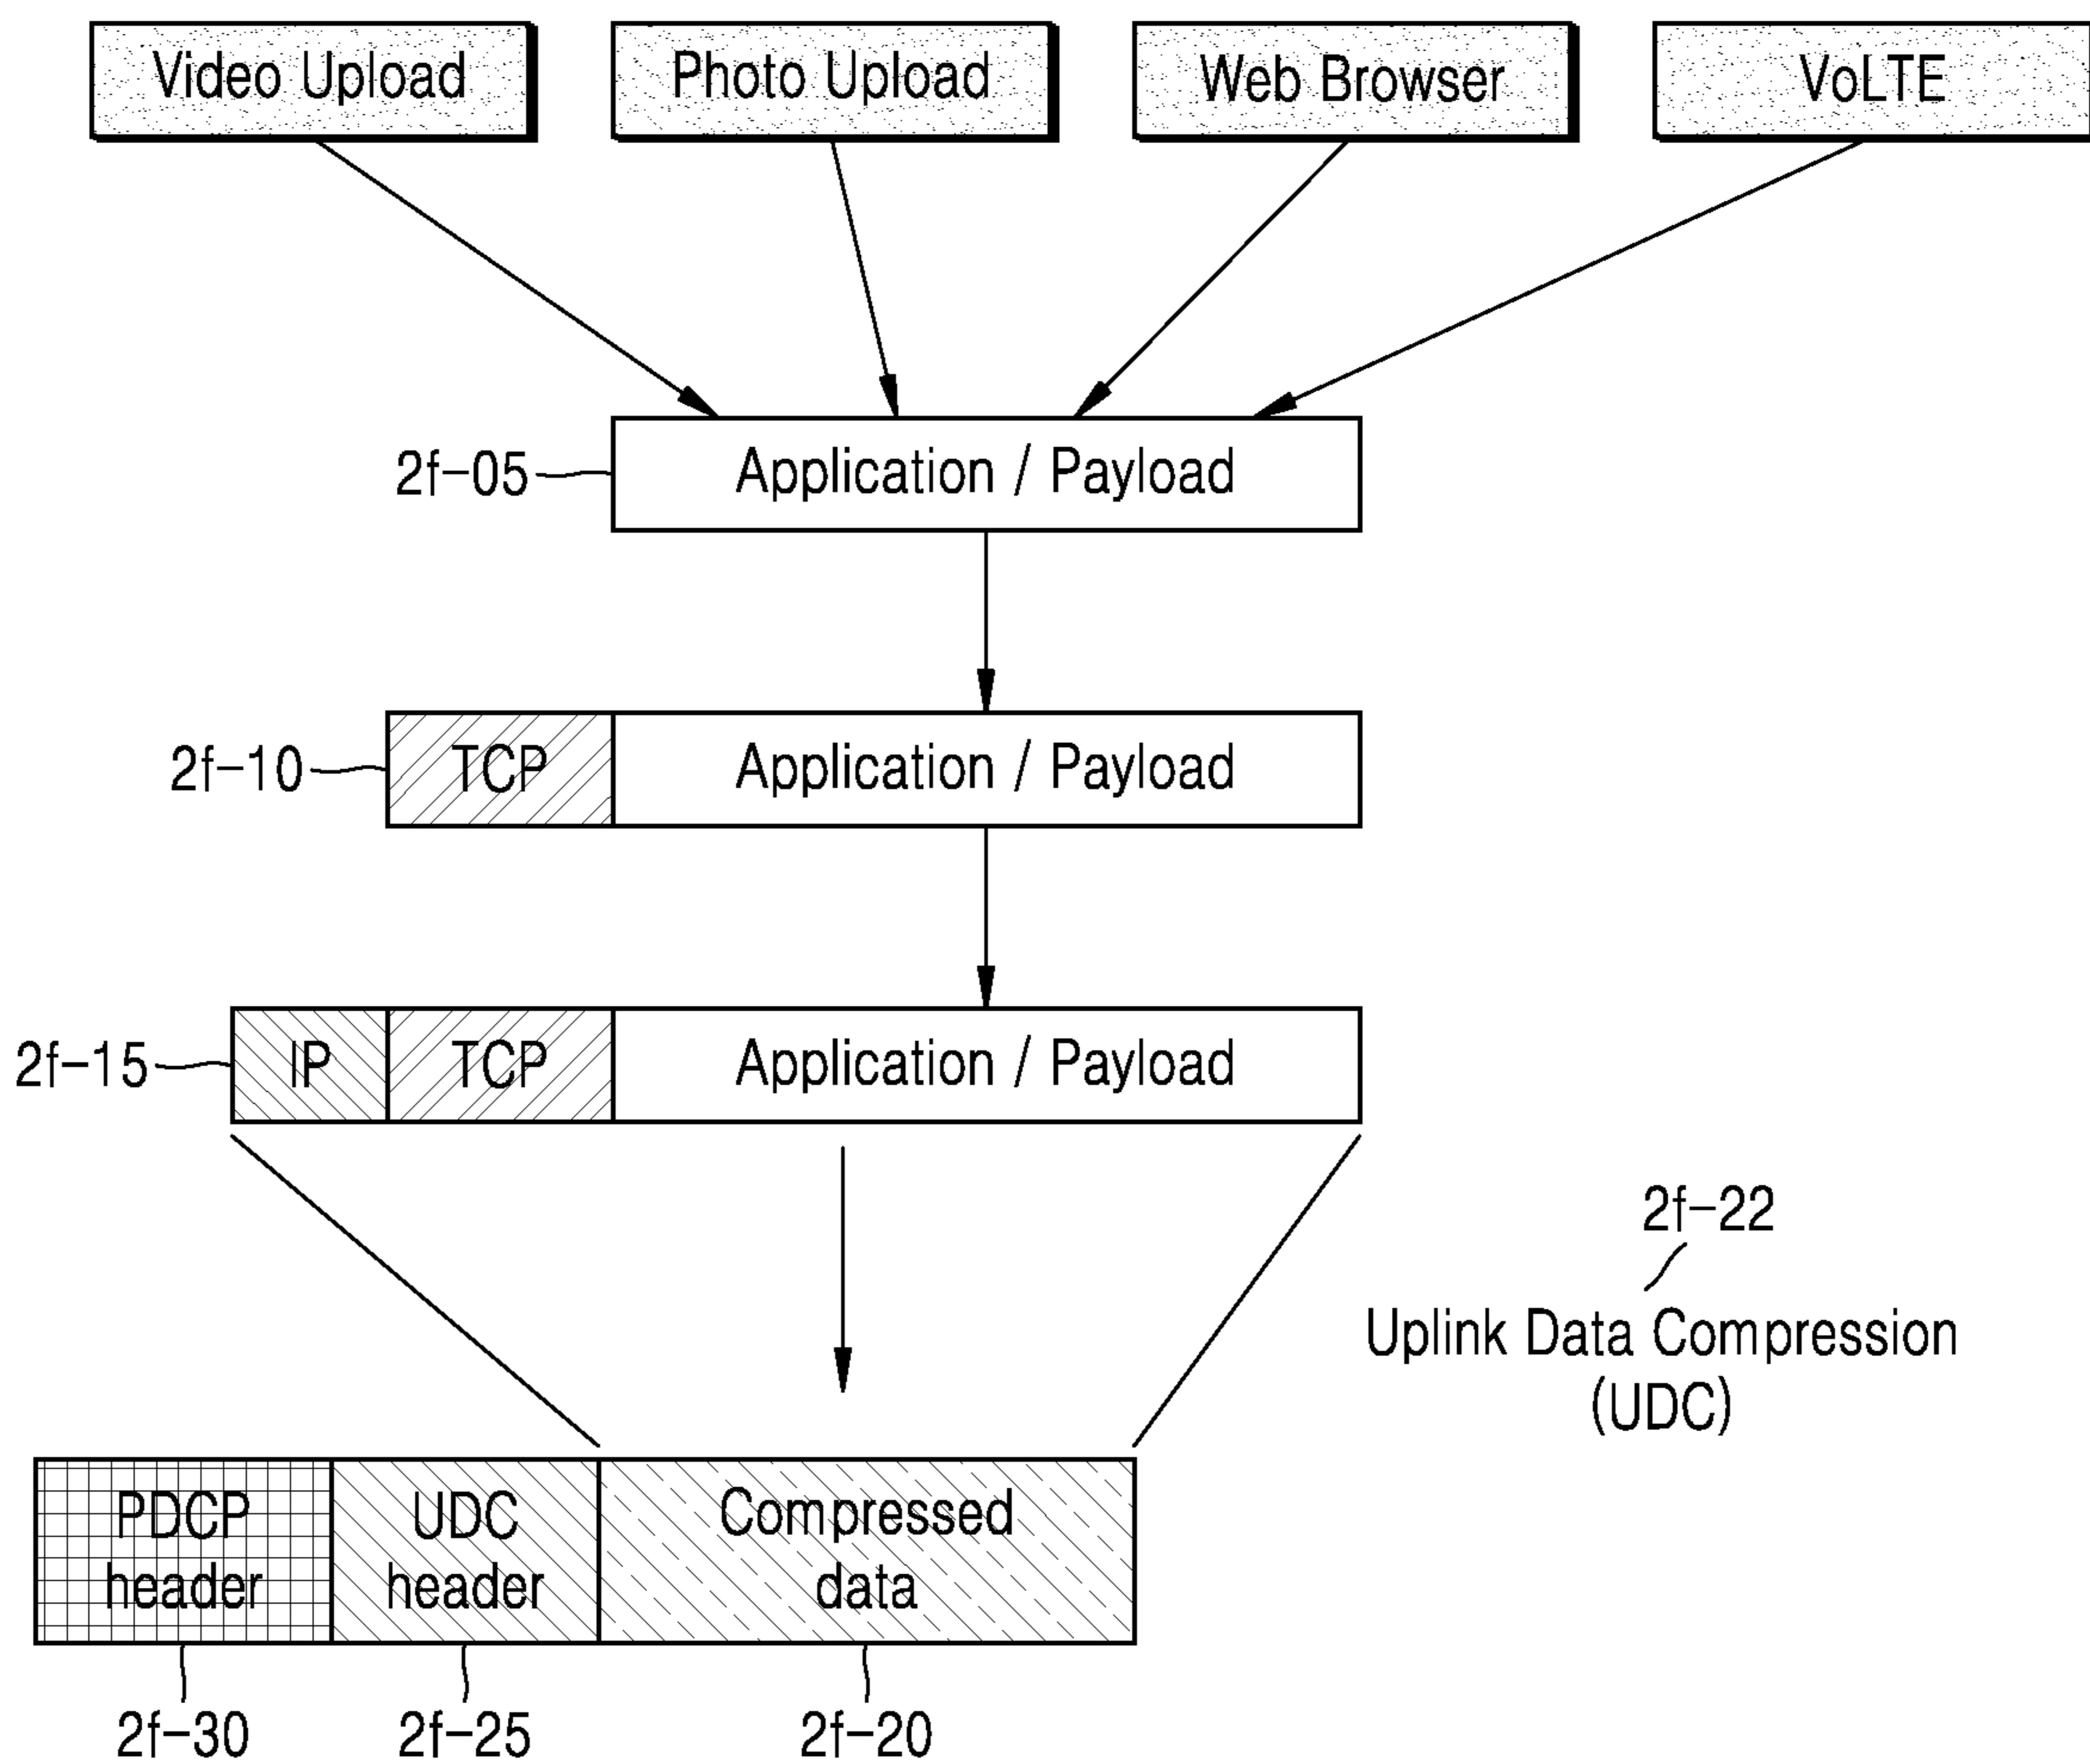 Video Upload
Photo Upload
Web Browser
VoLTE
2f-05
Application / Payload
2f-10
TCP
Application / Payload
2f-15
IP
TCP
Application / Payload
2f-22
Uplink Data Compression
(UDC)
PDCP
header
UDC
header
Compressed
data
2f-30
2f-25
2f-20